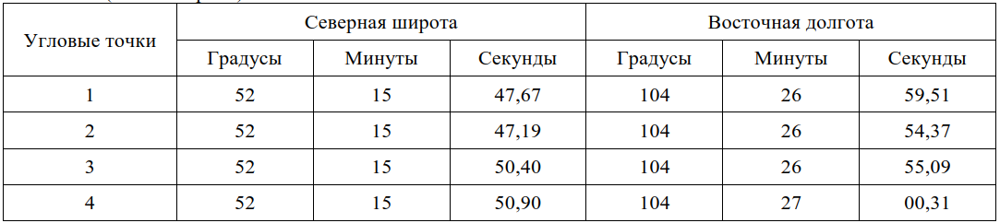 Угловые точки Северная широта Восточная долгота
Градусы Минуты Секунды Градусы Минуты Секунды
1 52 15 47,67 104 26 59,51
2 52 15 47,19 104 26 54,37
3 52 15 50,40 104 26 55,09
4 52 15 50,90 104 27 00,31